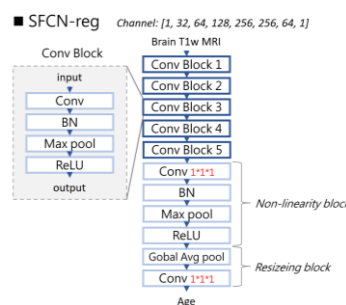 ■ SFCN-reg Channel: [1, 32, 64, 128, 256, 256, 64, 1]
Brain T1w MRI
Conv Block
input
Conv
BN
Max pool
ReLU
output
Conv Block 1
Conv Block 2
Conv Block 3
Conv Block 4
Conv Block 5
Conv 1*1*1
BN
Max pool
ReLU
Non-linearity block
Gobal Avg pool
Conv 1*1*1
Resizeing block
Age